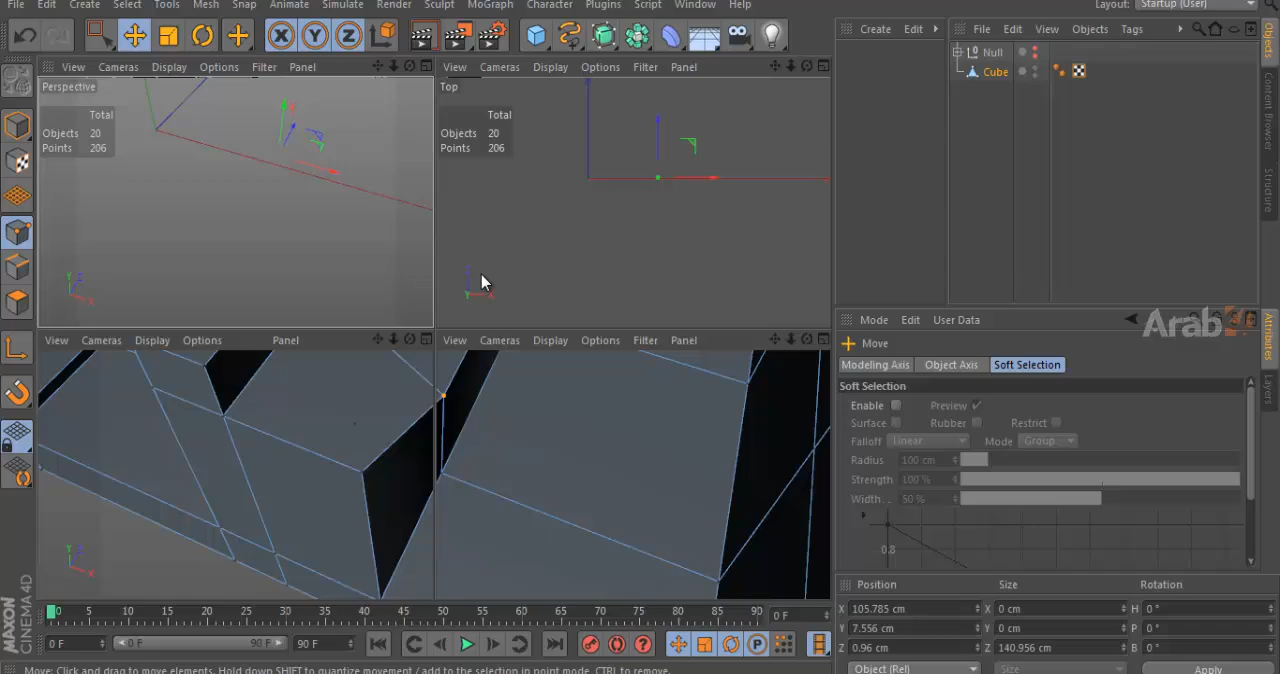 File Edit Create Select Tools Mesh Snap Animate Simulate Render Sculpt MoGraph Character Plugins Script Window Help Layout: Startup (User)
X Y Z
View Cameras Display Options Filter Panel
View Cameras Display Options Filter Panel
Create Edit
File Edit View Objects Tags
Null
Cube
Perspective
Total
Objects 20
Points 206
Top
Total
Objects 20
Points 206
Y Z X
Y X
View Cameras Display Options Panel
View Cameras Display Options Filter Panel
Y Z X
Objects
Content Browser
Structure
Mode Edit User Data
Arab
Move
Modeling Axis Object Axis Soft Selection
Soft Selection
Enable Preview
Surface Rubber Restrict
Falloff Linear Mode Group
Radius 100 cm
Strength 100 %
Width . . 50 %
0.8
Attributes
Layers
0 5 10 15 20 25 30 35 40 45 50 55 60 65 70 75 80 85 90 0 F
0 F 0 F 90 F 90 F
P
Position Size Rotation
X 105.785 cm X 0 cm H 0 °
Y 7.556 cm Y 0 cm P 0 °
Z 0.96 cm Z 140.956 cm B 0 °
Object (Rel) Size Apply
MAXON
CINEMA 4D
Move: Click and drag to move elements. Hold down SHIFT to quantize movement / add to the selection in point mode, CTRL to remove.